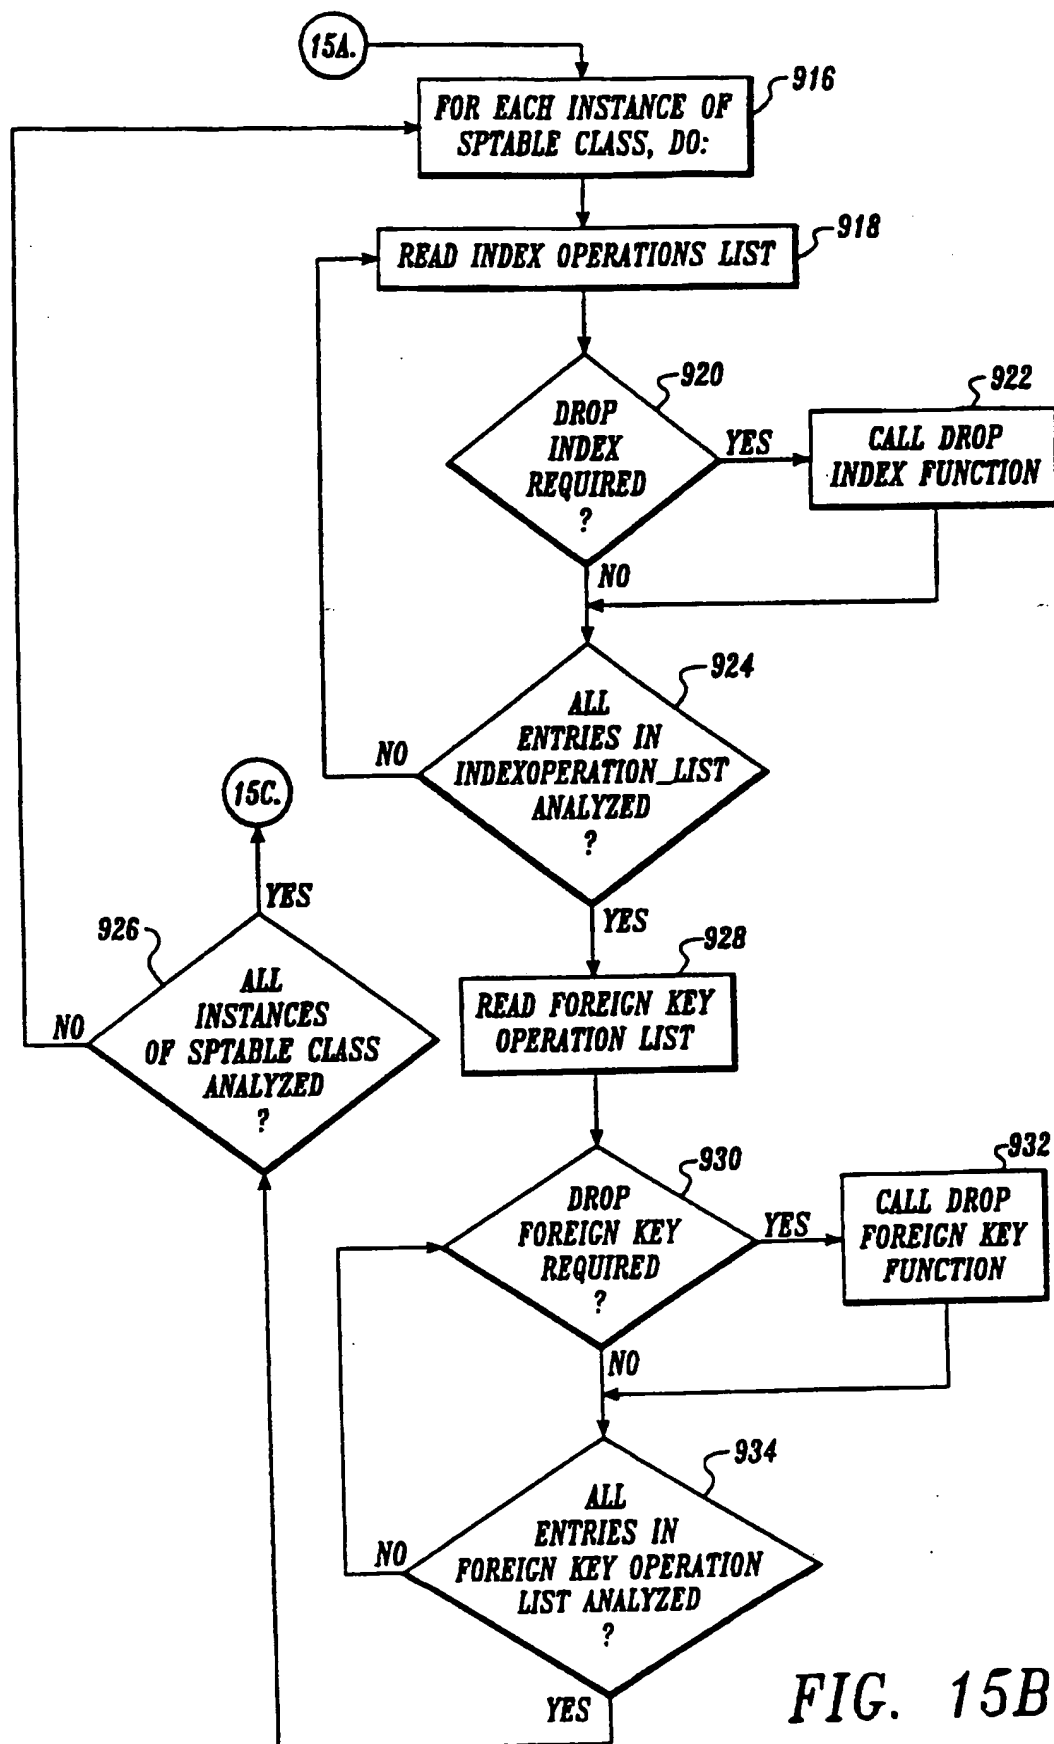 15A.
916
FOR EACH INSTANCE OF
SPTABLE CLASS, DO:
918
READ INDEX OPERATIONS LIST
920
DROP
INDEX
REQUIRED
?
YES
922
CALL DROP
INDEX FUNCTION
NO
924
ALL
ENTRIES IN
INDEXOPERATION_LIST
ANALYZED
?
NO
YES
15C.
YES
926
ALL
INSTANCES
OF SPTABLE CLASS
ANALYZED
?
NO
928
READ FOREIGN KEY
OPERATION LIST
930
DROP
FOREIGN KEY
REQUIRED
?
YES
932
CALL DROP
FOREIGN KEY
FUNCTION
NO
934
ALL
ENTRIES IN
FOREIGN KEY OPERATION
LIST ANALYZED
?
NO
YES
FIG. 15B